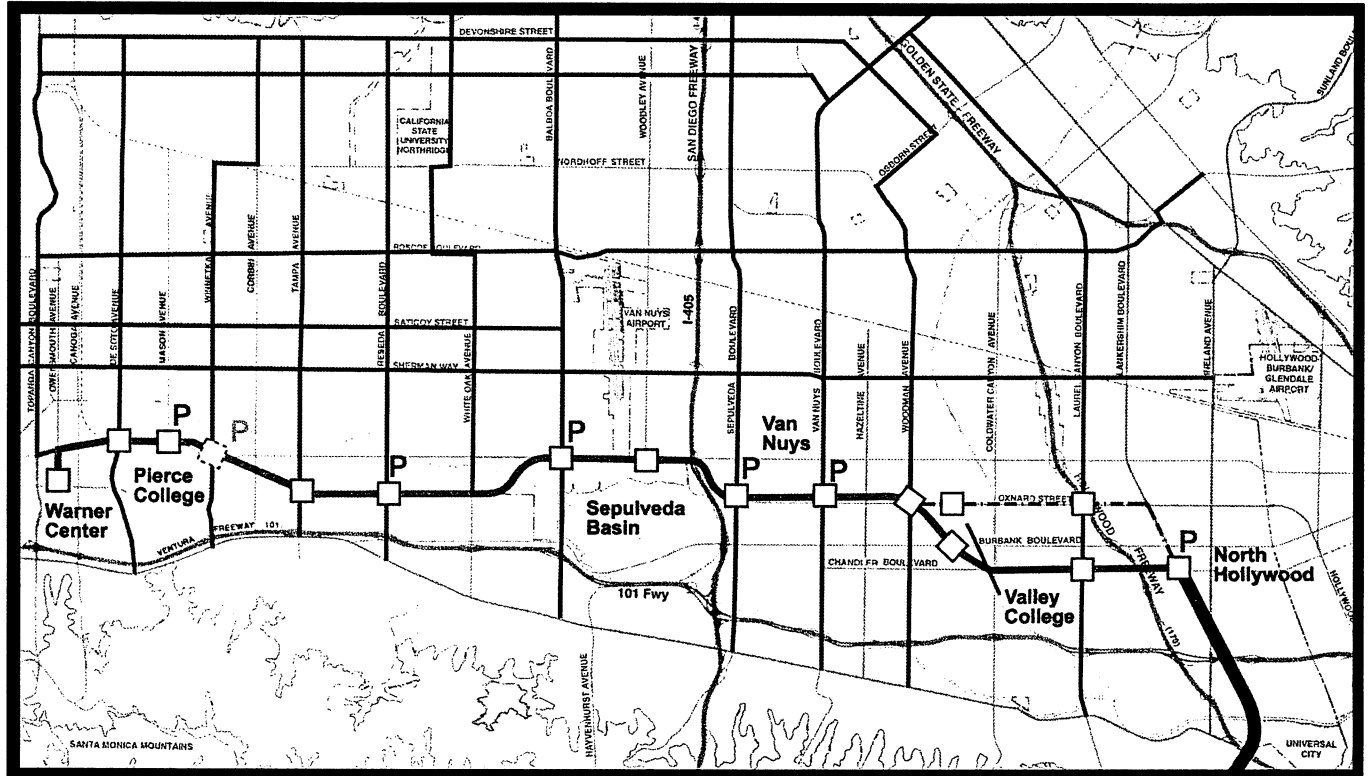 DEVONSHIRE STREET
BALBOA BOULEVARD
WOODLEY AVENUE
SAN DIEGO FREEWAY
GOLDEN STATE FREEWAY
SUNLAND
CALIFORNIA
STATE
UNIVERSITY
NORTHRIDGE
OSBORN STREET
NORDHOFF STREET
WINNETKA AVENUE
CORBIN AVENUE
TAMPA AVENUE
ROSCOE BOULEVARD
RESEDA BOULEVARD
TOPANGA CANYON BOULEVARD
OWENSMOUTH AVENUE
CANOGA AVENUE
DE SOTO AVENUE
MASON AVENUE
SATICOY STREET
VAN NUYS
AIRPORT
I-405
SHERMAN WAY
WHITE OAK AVENUE
SEPULVEDA BOULEVARD
VAN NUYS BOULEVARD
HAZELTINE AVENUE
WOODMAN AVENUE
COLDWATER CANYON AVENUE
LAUREL CANYON BOULEVARD
LANKERSHIM BOULEVARD
AVENUE
HOLLYWOOD
BURBANK/
GLENDALE
AIRPORT
P
P
P
P
P
P
P
Van
Nuys
Pierce
College
Warner
Center
Sepulveda
Basin
OXNARD STREET
BURBANK BOULEVARD
CHANDLER BOULEVARD
North
Hollywood
Valley
College
VENTURA FREEWAY 101
101 Fwy
FREEWAY
(170)
HAYVENHURST AVENUE
SANTA MONICA MOUNTAINS
UNIVERSAL
CITY